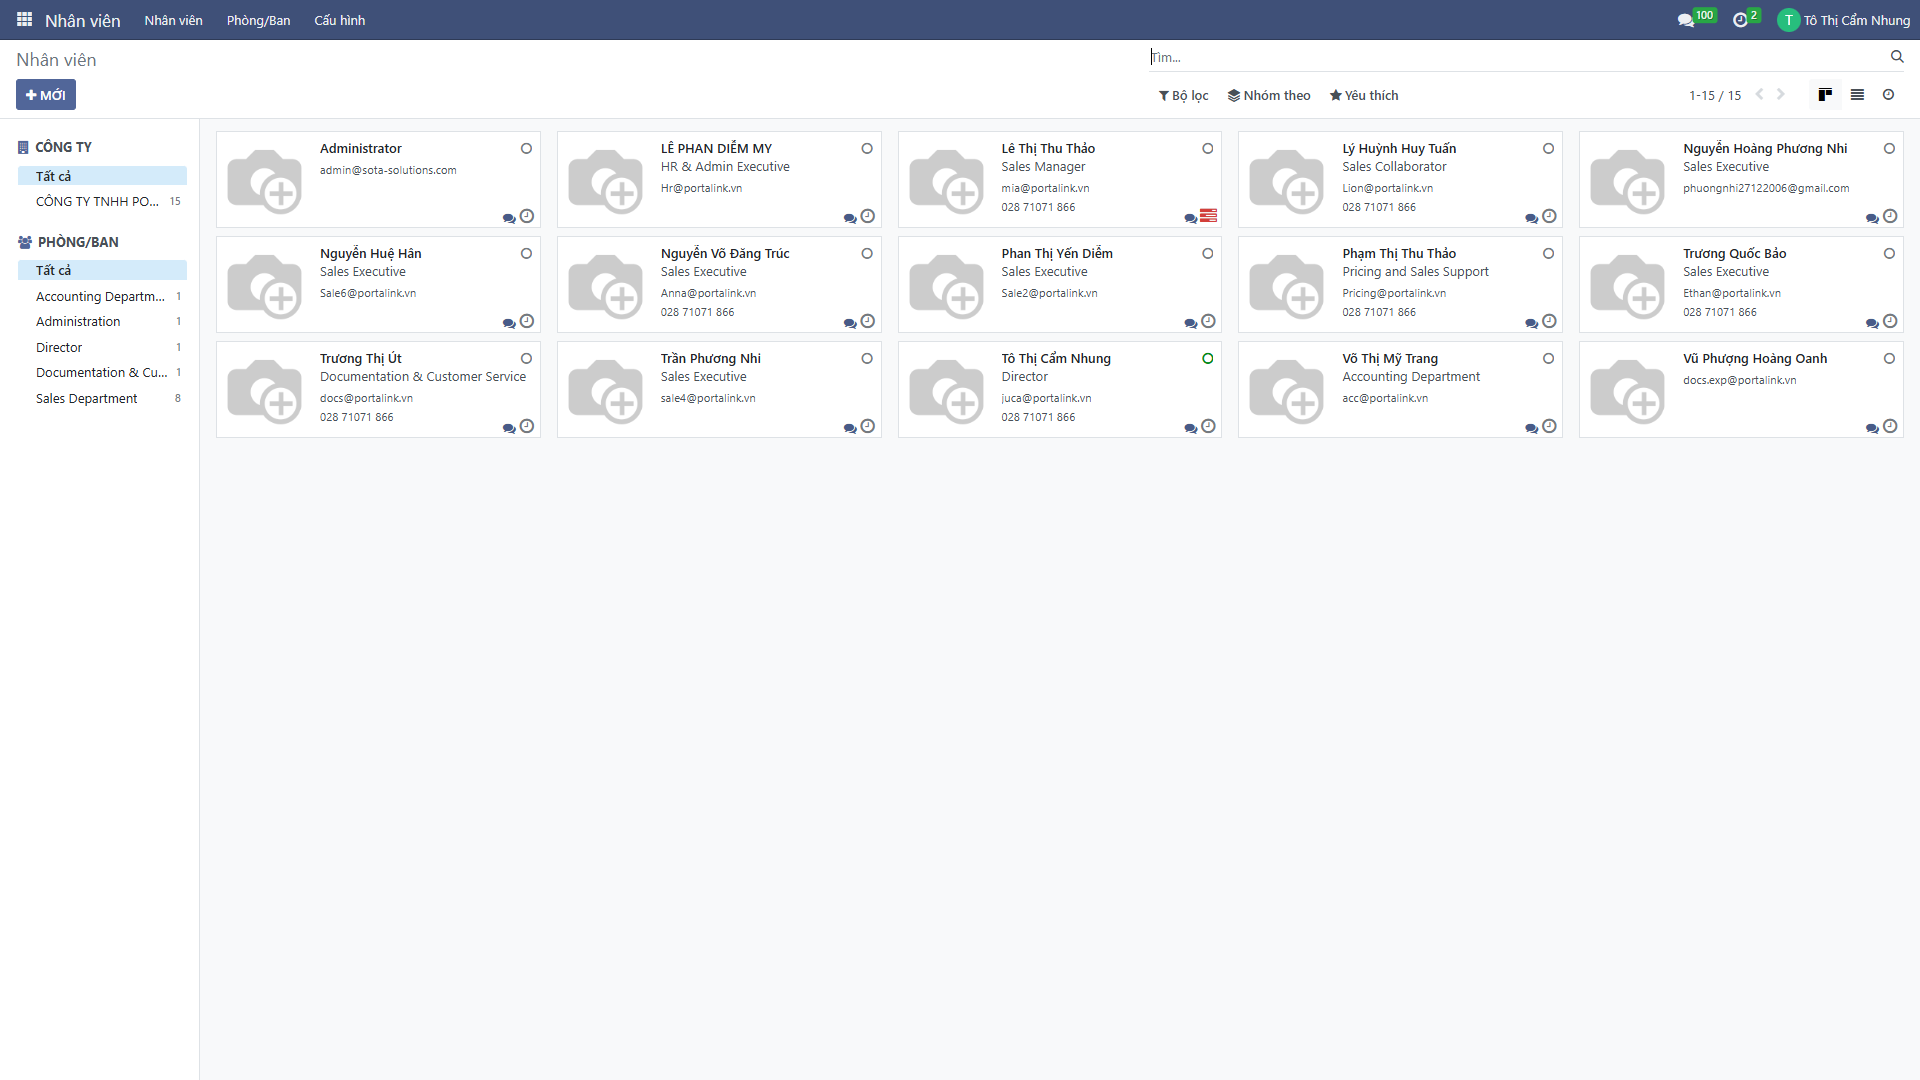 Nhân viên
Nhân viên
Phòng/Ban
Cấu hình
100
2
T
Tô Thị Cẩm Nhung
Nhân viên
Tìm...
MỚI
Bộ lọc
Nhóm theo
Yêu thích
1-15 / 15
CÔNG TY
Tất cả
CÔNG TY TNHH PO... 15
PHÒNG/BAN
Tất cả
Accounting Departm... 1
Administration 1
Director 1
Documentation & Cu... 1
Sales Department 8
Administrator
admin@sota-solutions.com
LÊ PHAN DIỄM MY
HR & Admin Executive
Hr@portalink.vn
Lê Thị Thu Thảo
Sales Manager
mia@portalink.vn
028 71071 866
Lý Huỳnh Huy Tuấn
Sales Collaborator
Lion@portalink.vn
028 71071 866
Nguyễn Hoàng Phương Nhi
Sales Executive
phuongnhi27122006@gmail.com
Nguyễn Huệ Hân
Sales Executive
Sale6@portalink.vn
Nguyễn Võ Đăng Trúc
Sales Executive
Anna@portalink.vn
028 71071 866
Phan Thị Yến Diễm
Sales Executive
Sale2@portalink.vn
Phạm Thị Thu Thảo
Pricing and Sales Support
Pricing@portalink.vn
028 71071 866
Trương Quốc Bảo
Sales Executive
Ethan@portalink.vn
028 71071 866
Trương Thị Út
Documentation & Customer Service
docs@portalink.vn
028 71071 866
Trần Phương Nhi
Sales Executive
sale4@portalink.vn
Tô Thị Cẩm Nhung
Director
juca@portalink.vn
028 71071 866
Võ Thị Mỹ Trang
Accounting Department
acc@portalink.vn
Vũ Phượng Hoàng Oanh
docs.exp@portalink.vn